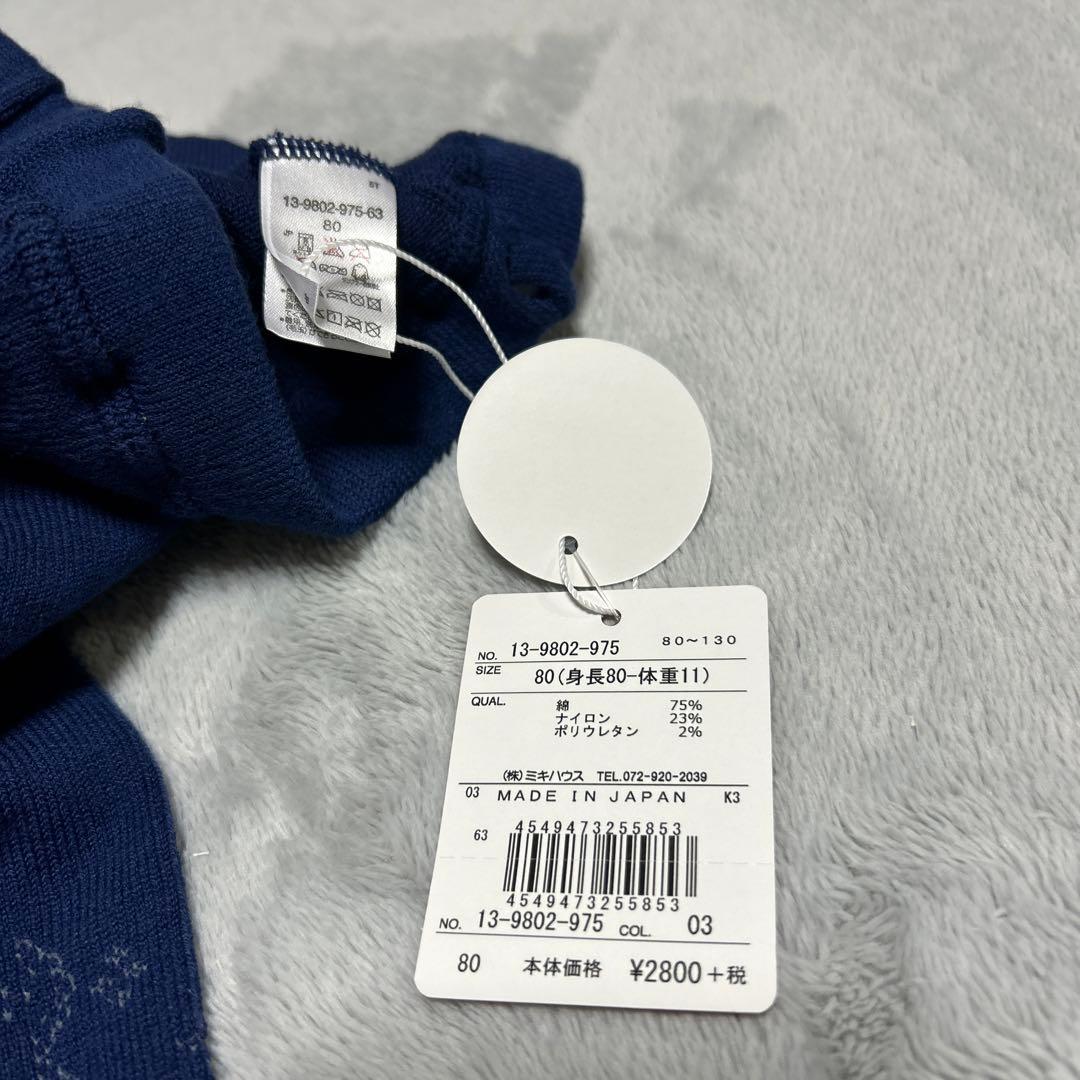 ST
13-9802-975-63
80
JP
NO. 13-9802-975 80~130
SIZE 80(身長80-体重11)
QUAL. 綿 75%
ナイロン 23%
ポリウレタン 2%
(株)ミキハウス TEL.072-920-2039
03 MADE IN JAPAN K3
63 4549473255853
4549473255853
NO. 13-9802-975 COL. 03
80 本体価格 ¥2800+税